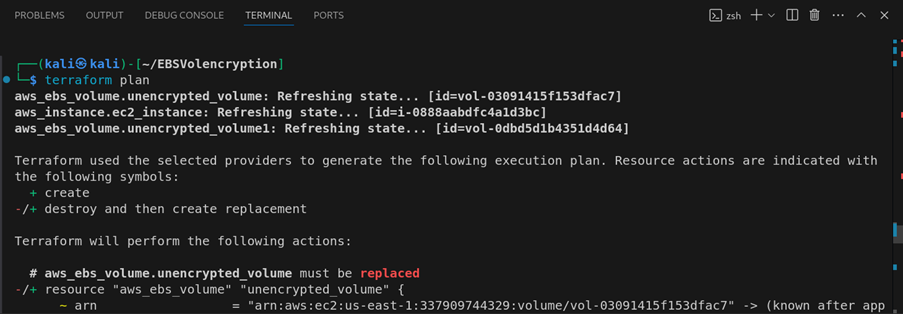 PROBLEMS OUTPUT DEBUG CONSOLE TERMINAL PORTS zsh
┌──(kali㉿kali)-[~/EBSVolencryption]
└─$ terraform plan
aws_ebs_volume.unencrypted_volume: Refreshing state... [id=vol-03091415f153dfac7]
aws_instance.ec2_instance: Refreshing state... [id=i-0888aabdfc4a1d3bc]
aws_ebs_volume.unencrypted_volume1: Refreshing state... [id=vol-0dbd5d1b4351d4d64]
Terraform used the selected providers to generate the following execution plan. Resource actions are indicated with
the following symbols:
+ create
-/+ destroy and then create replacement
Terraform will perform the following actions:
# aws_ebs_volume.unencrypted_volume must be replaced
-/+ resource "aws_ebs_volume" "unencrypted_volume" {
~ arn = "arn:aws:ec2:us-east-1:337909744329:volume/vol-03091415f153dfac7" -> (known after app